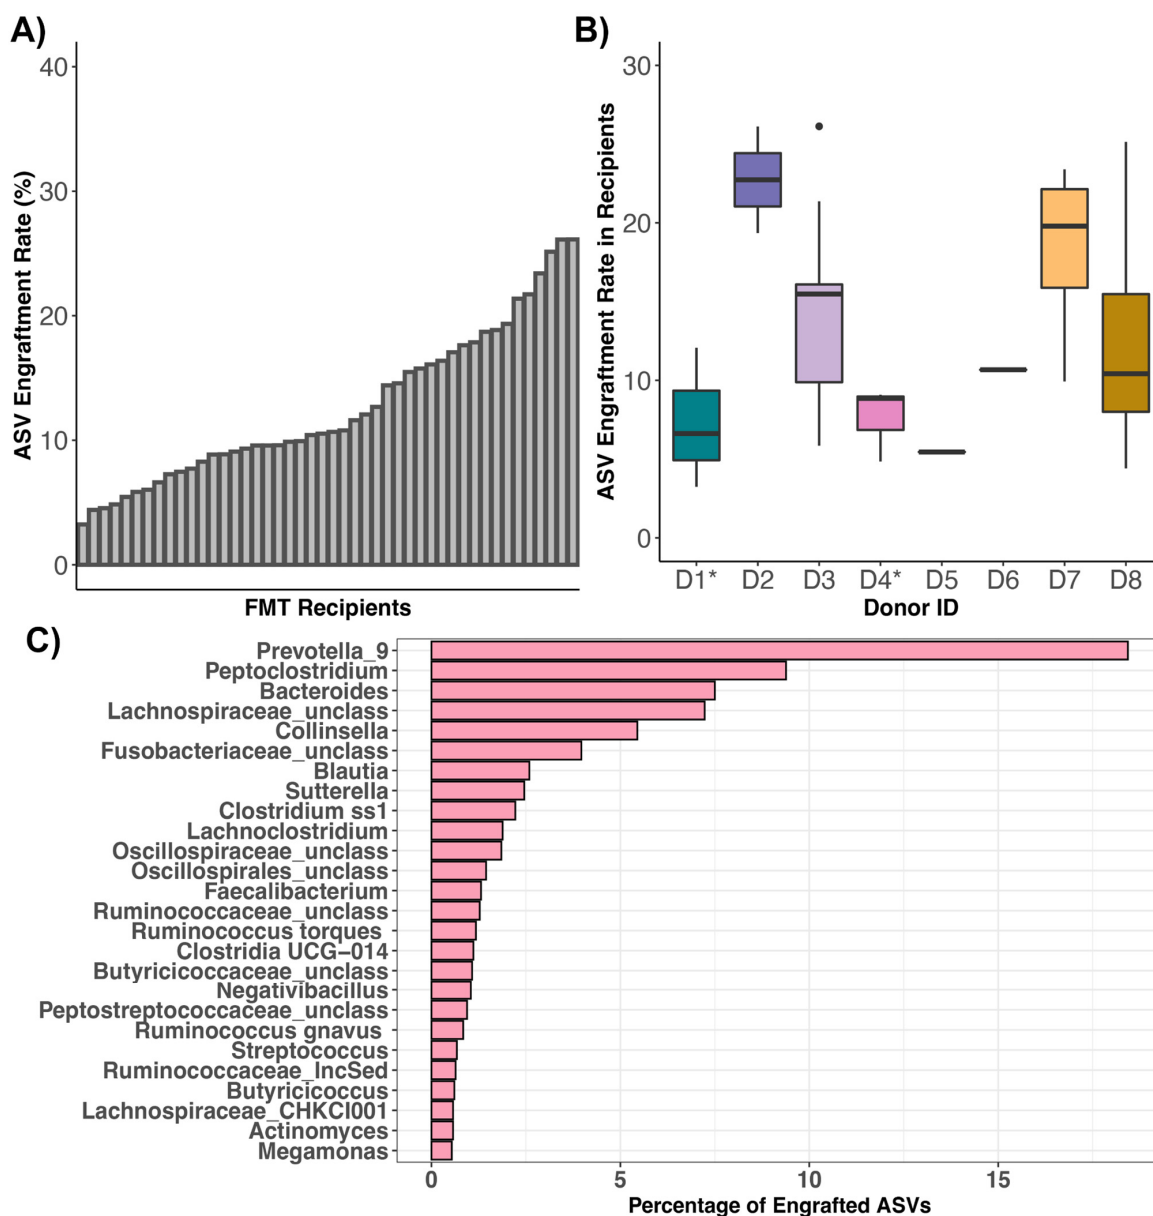 A)
ASV Engraftment Rate (%)
40
30
20
10
0
FMT Recipients
B)
ASV Engraftment Rate in Recipients
30
20
10
0
D1* D2 D3 D4* D5 D6 D7 D8
Donor ID
C)
Prevotella_9
Peptoclostridium
Bacteroides
Lachnospiraceae_unclass
Collinsella
Fusobacteriaceae_unclass
Blautia
Sutterella
Clostridium ss1
Lachnoclostridium
Oscillospiraceae_unclass
Oscillospirales_unclass
Faecalibacterium
Ruminococcaceae_unclass
Ruminococcus torques
Clostridia UCG−014
Butyricicoccaceae_unclass
Negativibacillus
Peptostreptococcaceae_unclass
Ruminococcus gnavus
Streptococcus
Ruminococcaceae_IncSed
Butyricicoccus
Lachnospiraceae_CHKCI001
Actinomyces
Megamonas
0 5 10 15
Percentage of Engrafted ASVs